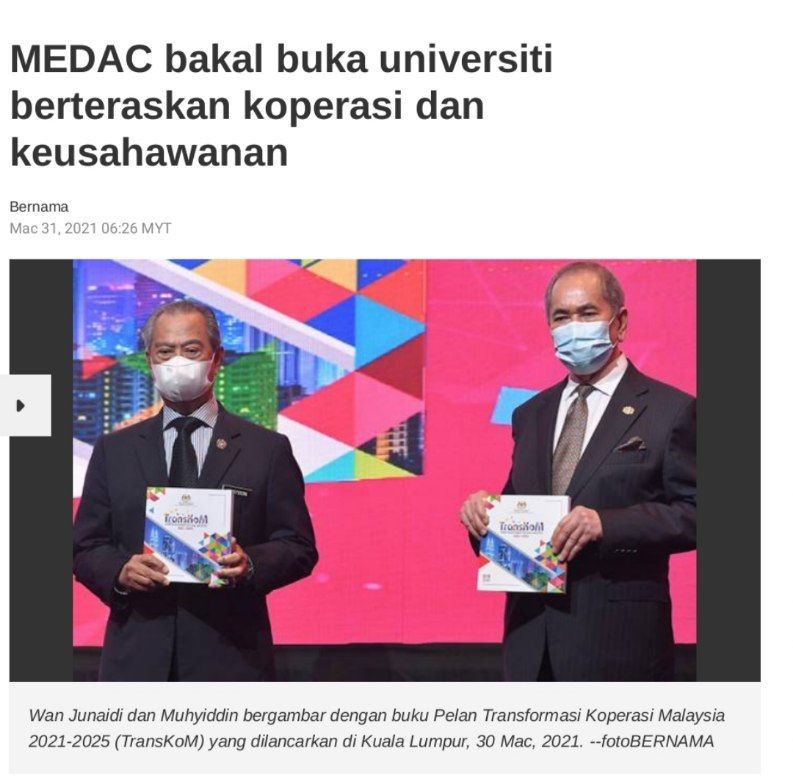 MEDAC bakal buka universiti
berteraskan koperasi dan
keusahawanan
Bernama
Mac 31, 2021 06:26 MYT
TransKoM
TransKoM
Wan Junaidi dan Muhyiddin bergambar dengan buku Pelan Transformasi Koperasi Malaysia
2021-2025 (TransKoM) yang dilancarkan di Kuala Lumpur, 30 Mac, 2021. --fotoBERNAMA